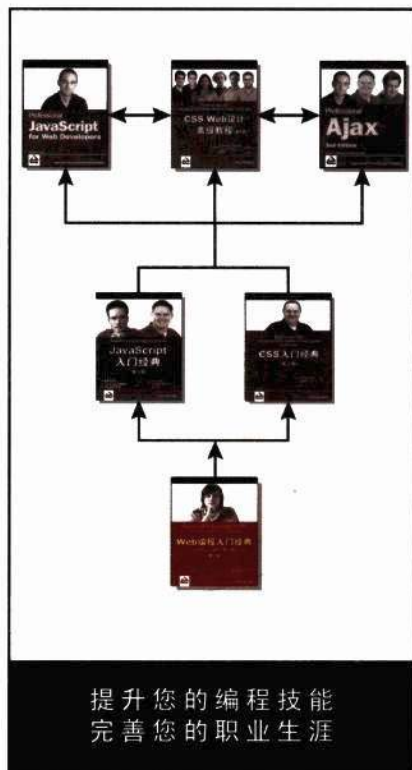 Professional
JavaScript
for Web Developers
CSS Web设计
高级教程
Professional
Ajax
2nd Edition
JavaScript
入门经典
CSS入门经典
Web编程入门经典
提升您的编程技能
完善您的职业生涯